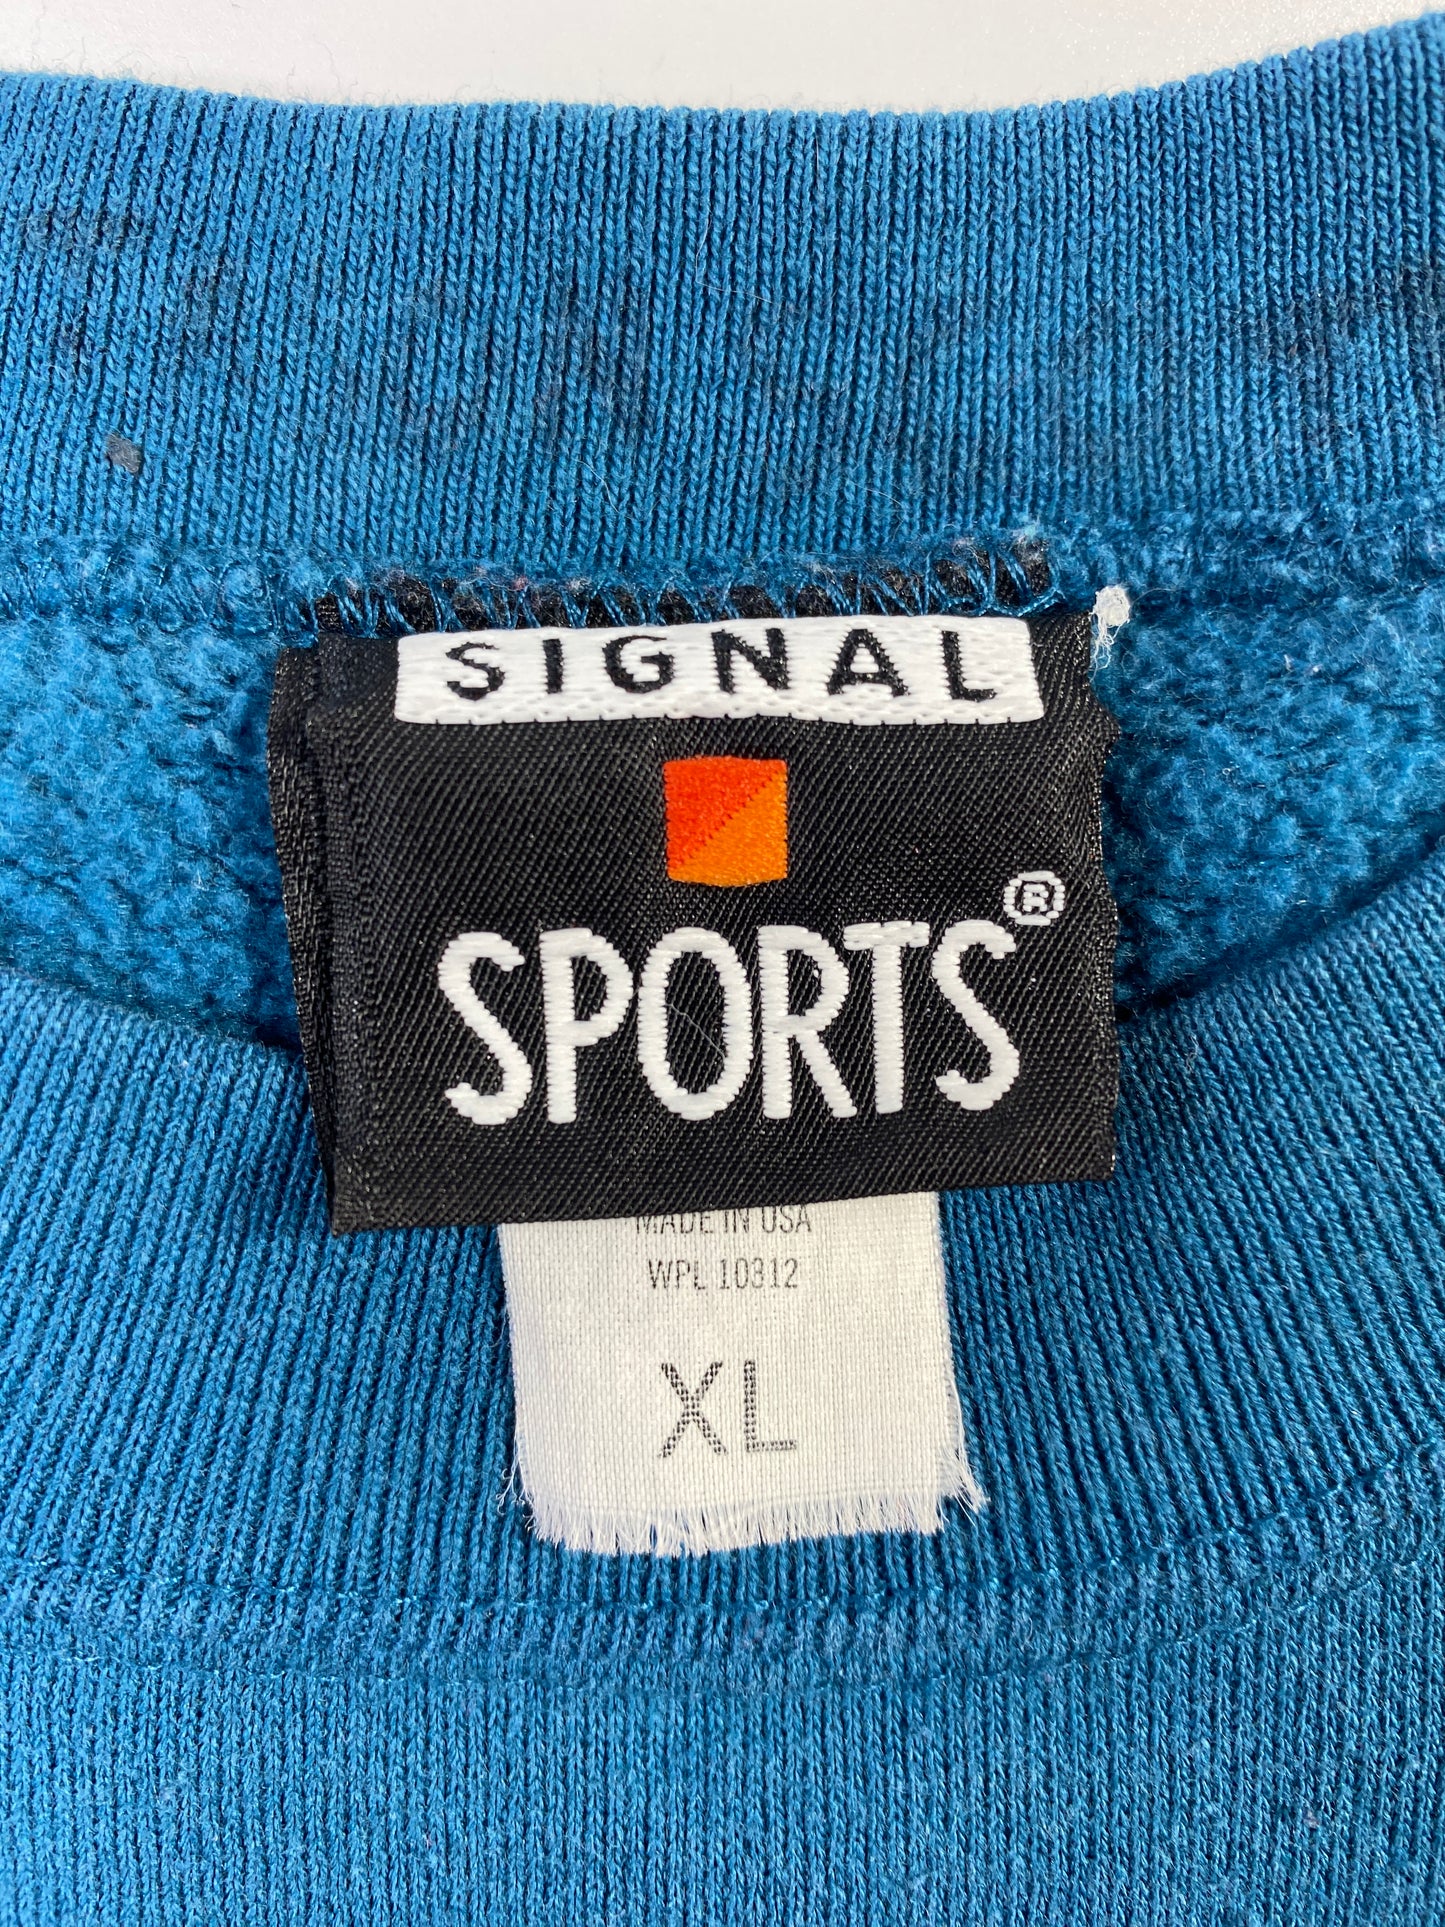 SIGNAL
SPORTS®
MADE IN USA
WPL 10812
XL